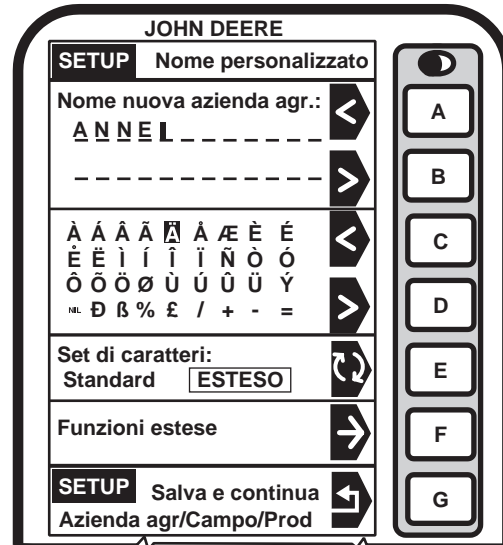 JOHN DEERE
SETUP Nome personalizzato
Nome nuova azienda agr.:
A N N E L
À Á Â Ã Ä Å Æ È É
Ê Ë Ì Í Î Ï Ñ Ò Ó
Ô Õ Ö Ø Ù Ú Û Ü Ý
NIL Đ ß % £ / + - =
Set di caratteri:
Standard ESTESO
Funzioni estese
SETUP Salva e continua
Azienda agr/Campo/Prod
A
B
C
D
E
F
G